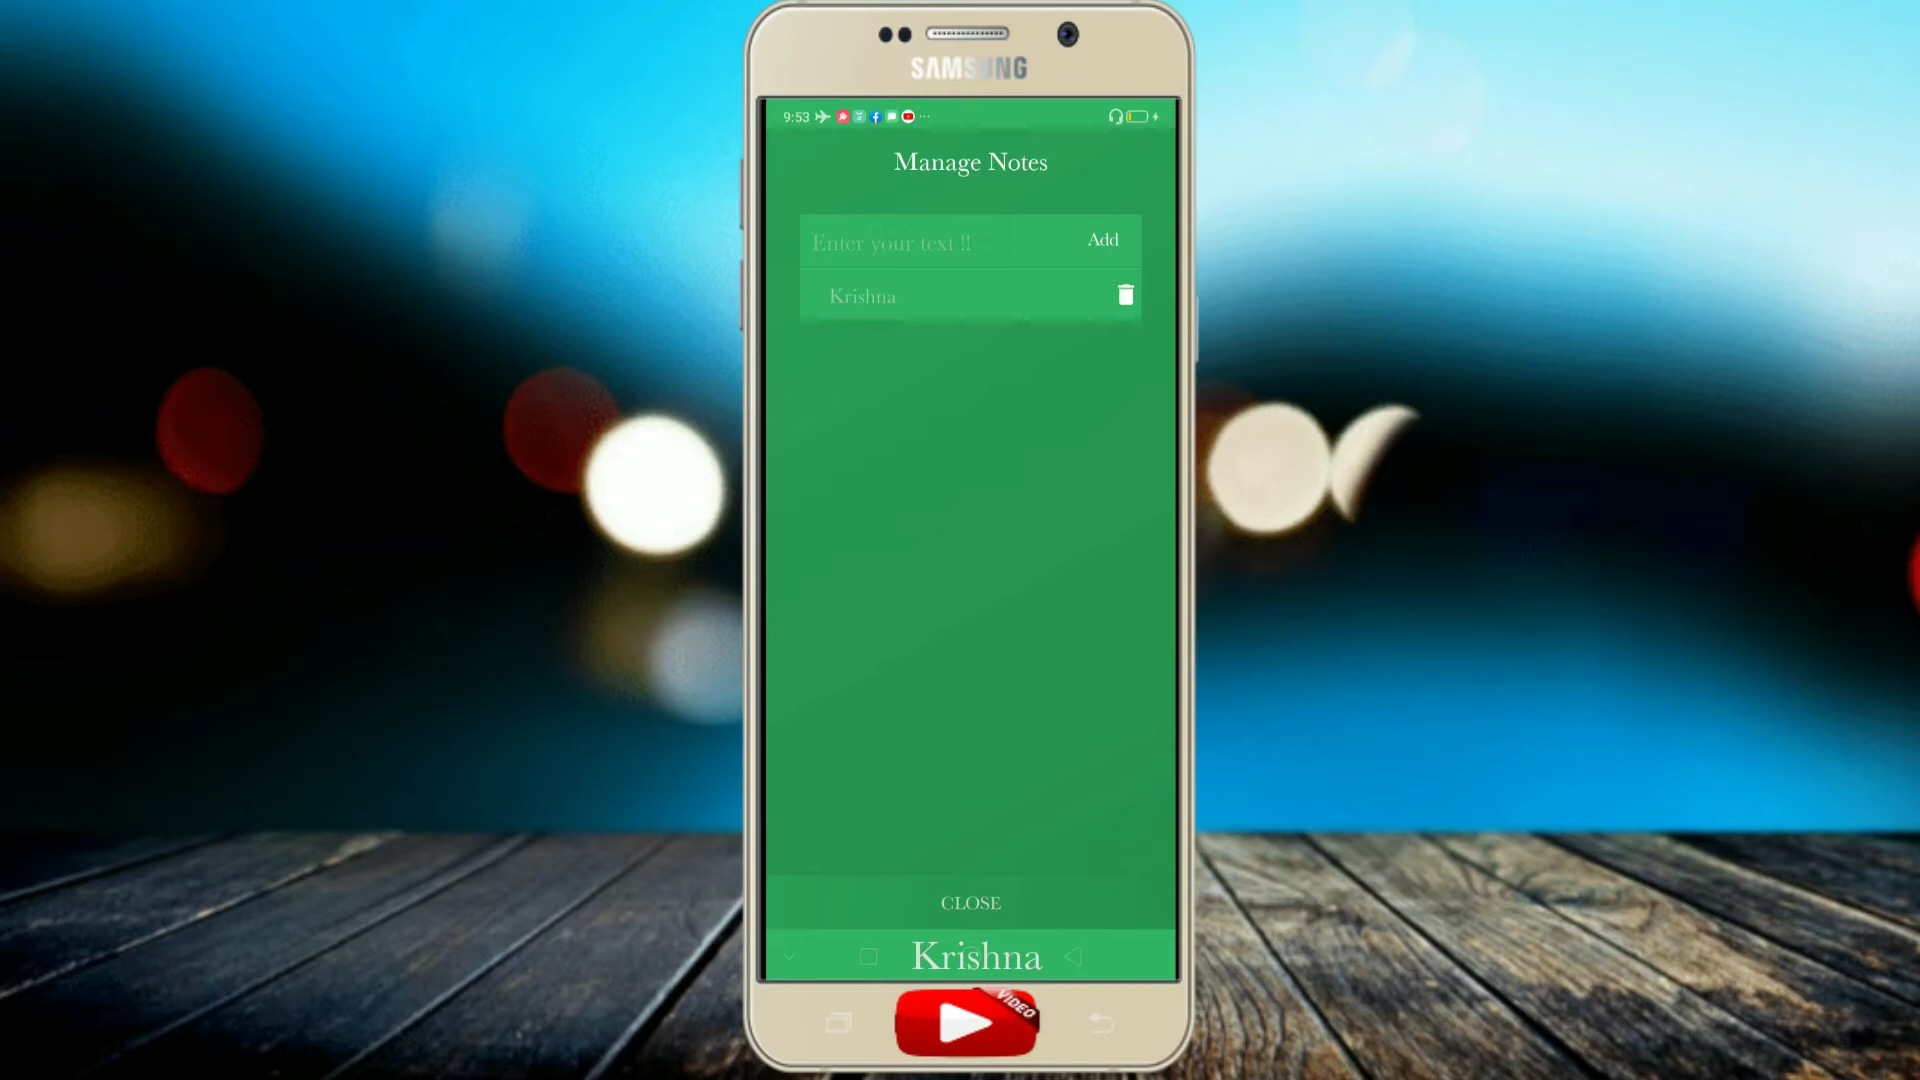 SAMSUNG
9:53
Manage Notes
Enter your text !!
Add
Krishna
CLOSE
Krishna
VIDEO